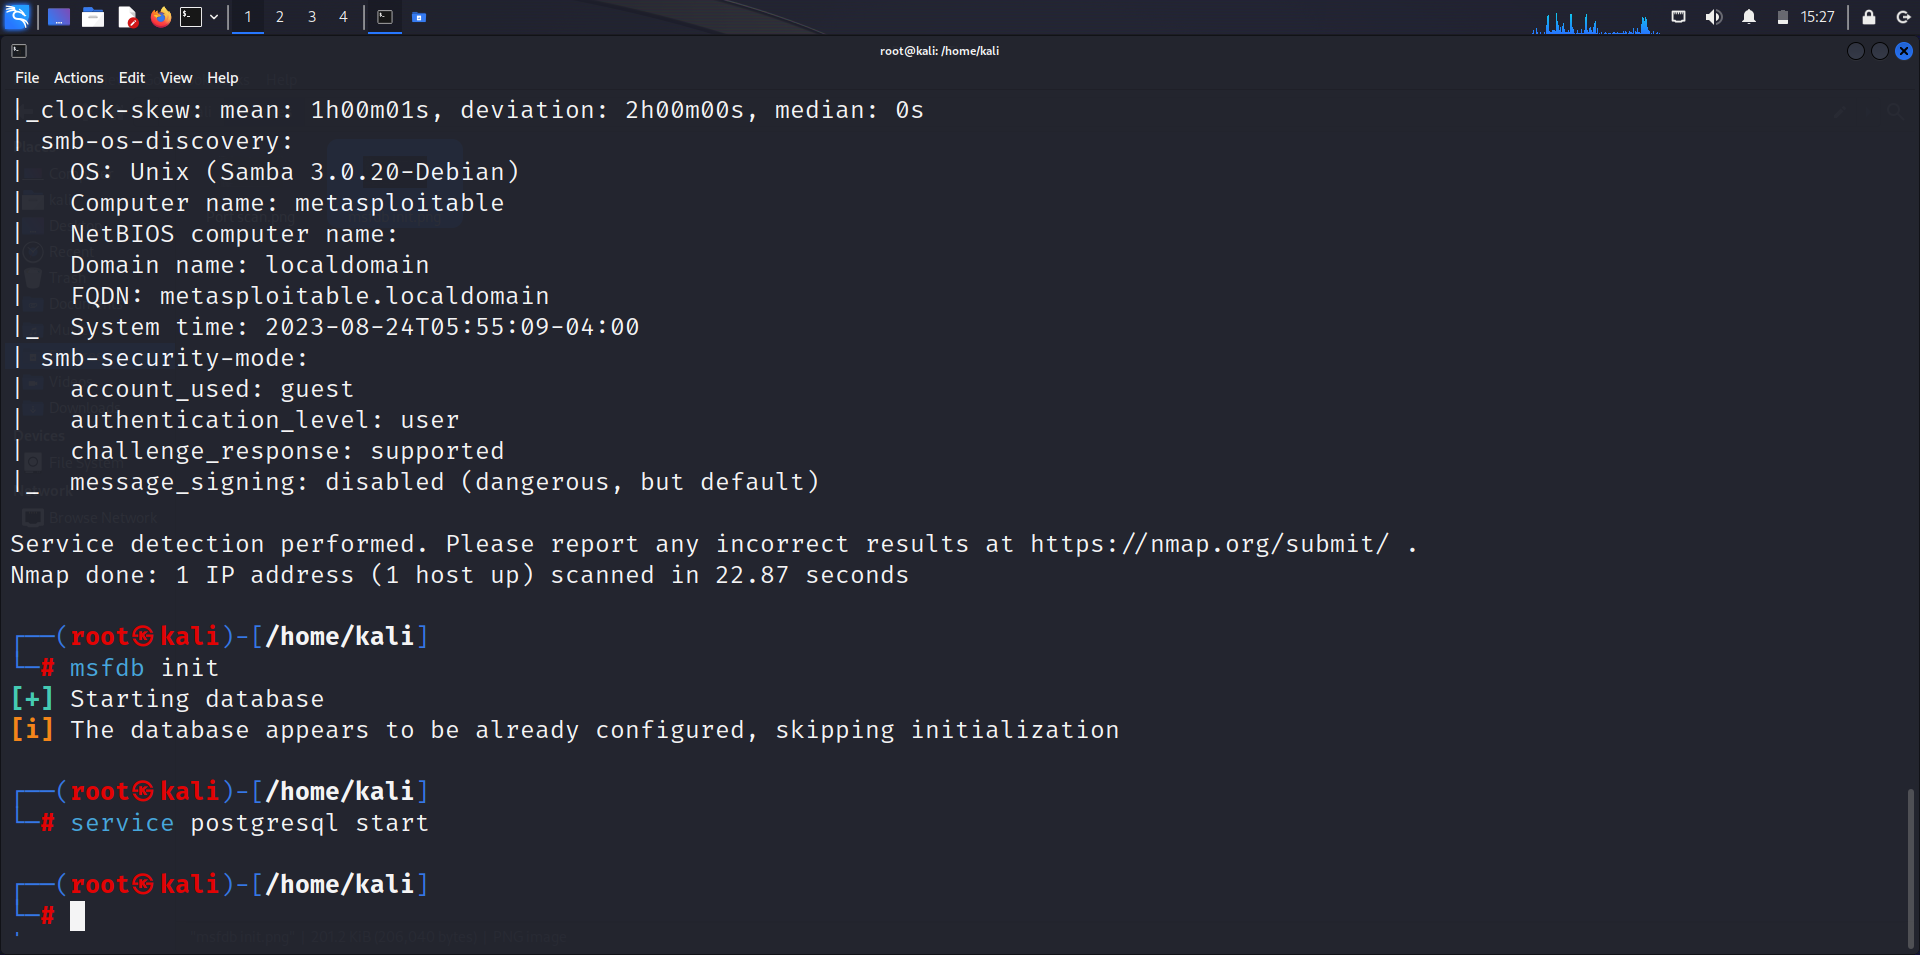 1 2 3 4 15:27
root@kali: /home/kali
File Actions Edit View Help
|_clock-skew: mean: 1h00m01s, deviation: 2h00m00s, median: 0s
| smb-os-discovery:
|   OS: Unix (Samba 3.0.20-Debian)
|   Computer name: metasploitable
|   NetBIOS computer name:
|   Domain name: localdomain
|   FQDN: metasploitable.localdomain
|_  System time: 2023-08-24T05:55:09-04:00
| smb-security-mode:
|   account_used: guest
|   authentication_level: user
|   challenge_response: supported
|_  message_signing: disabled (dangerous, but default)
Service detection performed. Please report any incorrect results at https://nmap.org/submit/ .
Nmap done: 1 IP address (1 host up) scanned in 22.87 seconds
┌──(root㉿kali)-[/home/kali]
└─# msfdb init
[+] Starting database
[i] The database appears to be already configured, skipping initialization
┌──(root㉿kali)-[/home/kali]
└─# service postgresql start
┌──(root㉿kali)-[/home/kali]
└─#